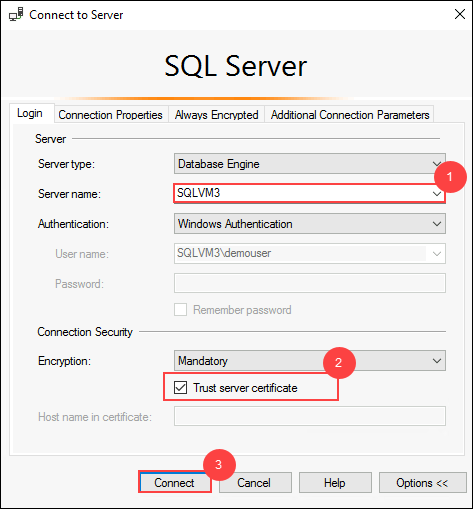 Connect to Server
SQL Server
Login Connection Properties Always Encrypted Additional Connection Parameters
Server
Server type: Database Engine
1
Server name: SQLVM3
Authentication: Windows Authentication
User name: SQLVM3\demouser
Password:
Remember password
Connection Security
Encryption: Mandatory
2
Trust server certificate
Host name in certificate:
3
Connect Cancel Help Options <<